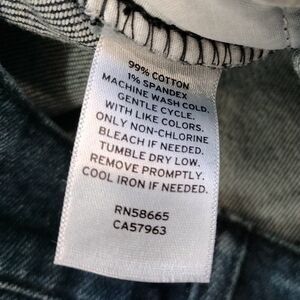 99% COTTON
1% SPANDEX
MACHINE WASH COLD.
GENTLE CYCLE.
WITH LIKE COLORS.
ONLY NON-CHLORINE
BLEACH IF NEEDED.
TUMBLE DRY LOW.
REMOVE PROMPTLY.
COOL IRON IF NEEDED.
RN58665
CA57963